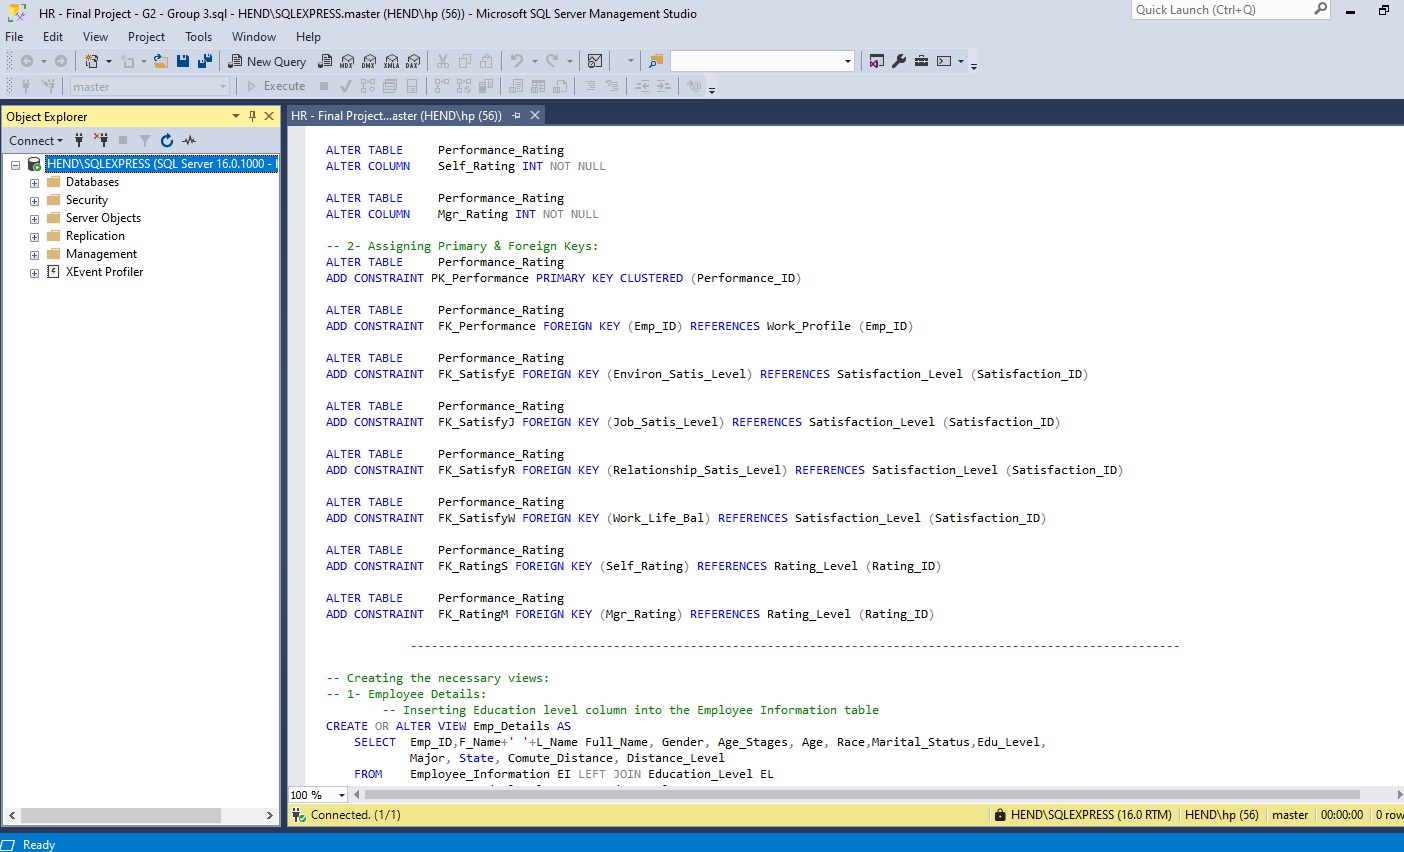 HR - Final Project - G2 - Group 3.sql - HEND\SQLEXPRESS.master (HEND\hp (56)) - Microsoft SQL Server Management Studio
Quick Launch (Ctrl+Q)
File Edit View Project Tools Window Help
New Query MDX DMX XMLA DAX
master Execute
Object Explorer
HR - Final Project...aster (HEND\hp (56))
Connect
HEND\SQLEXPRESS (SQL Server 16.0.1000 -
Databases
Security
Server Objects
Replication
Management
XEvent Profiler
ALTER TABLE Performance_Rating
ALTER COLUMN Self_Rating INT NOT NULL
ALTER TABLE Performance_Rating
ALTER COLUMN Mgr_Rating INT NOT NULL
-- 2- Assigning Primary & Foreign Keys:
ALTER TABLE Performance_Rating
ADD CONSTRAINT PK_Performance PRIMARY KEY CLUSTERED (Performance_ID)
ALTER TABLE Performance_Rating
ADD CONSTRAINT FK_Performance FOREIGN KEY (Emp_ID) REFERENCES Work_Profile (Emp_ID)
ALTER TABLE Performance_Rating
ADD CONSTRAINT FK_SatisfyE FOREIGN KEY (Environ_Satis_Level) REFERENCES Satisfaction_Level (Satisfaction_ID)
ALTER TABLE Performance_Rating
ADD CONSTRAINT FK_SatisfyJ FOREIGN KEY (Job_Satis_Level) REFERENCES Satisfaction_Level (Satisfaction_ID)
ALTER TABLE Performance_Rating
ADD CONSTRAINT FK_SatisfyR FOREIGN KEY (Relationship_Satis_Level) REFERENCES Satisfaction_Level (Satisfaction_ID)
ALTER TABLE Performance_Rating
ADD CONSTRAINT FK_SatisfyW FOREIGN KEY (Work_Life_Bal) REFERENCES Satisfaction_Level (Satisfaction_ID)
ALTER TABLE Performance_Rating
ADD CONSTRAINT FK_RatingS FOREIGN KEY (Self_Rating) REFERENCES Rating_Level (Rating_ID)
ALTER TABLE Performance_Rating
ADD CONSTRAINT FK_RatingM FOREIGN KEY (Mgr_Rating) REFERENCES Rating_Level (Rating_ID)
--------------------------------------------------------------------------------------------------------------
-- Creating the necessary views:
-- 1- Employee Details:
-- Inserting Education level column into the Employee Information table
CREATE OR ALTER VIEW Emp_Details AS
SELECT Emp_ID,F_Name+' '+L_Name Full_Name, Gender, Age_Stages, Age, Race,Marital_Status,Edu_Level,
Major, State, Comute_Distance, Distance_Level
FROM Employee_Information EI LEFT JOIN Education_Level EL
100 %
Connected. (1/1) HEND\SQLEXPRESS (16.0 RTM) HEND\hp (56) master 00:00:00 0 row
Ready